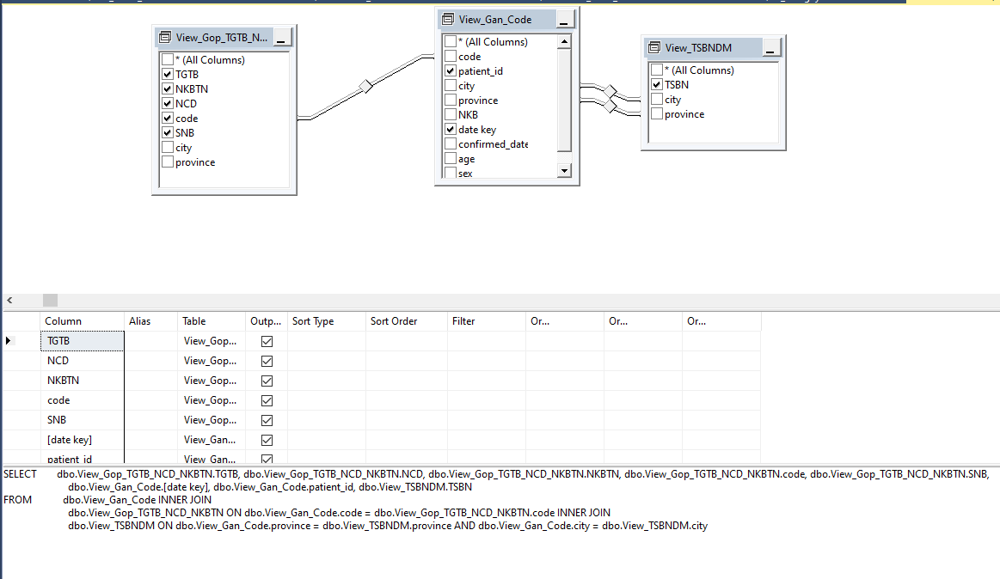 View_Gop_TGTB_N...
* (All Columns)
TGTB
NKBTN
NCD
code
SNB
city
province
View_Gan_Code
* (All Columns)
code
patient_id
city
province
NKB
date key
confirmed_date
age
sex
View_TSBNDM
* (All Columns)
TSBN
city
province
Column Alias Table Outp... Sort Type Sort Order Filter Or... Or... Or...
TGTB View_Gop...
NCD View_Gop...
NKBTN View_Gop...
code View_Gop...
SNB View_Gop...
[date key] View_Gan...
patient_id View_Gan...
SELECT dbo.View_Gop_TGTB_NCD_NKBTN.TGTB, dbo.View_Gop_TGTB_NCD_NKBTN.NCD, dbo.View_Gop_TGTB_NCD_NKBTN.NKBTN, dbo.View_Gop_TGTB_NCD_NKBTN.code, dbo.View_Gop_TGTB_NCD_NKBTN.SNB,
dbo.View_Gan_Code.[date key], dbo.View_Gan_Code.patient_id, dbo.View_TSBNDM.TSBN
FROM dbo.View_Gan_Code INNER JOIN
dbo.View_Gop_TGTB_NCD_NKBTN ON dbo.View_Gan_Code.code = dbo.View_Gop_TGTB_NCD_NKBTN.code INNER JOIN
dbo.View_TSBNDM ON dbo.View_Gan_Code.province = dbo.View_TSBNDM.province AND dbo.View_Gan_Code.city = dbo.View_TSBNDM.city